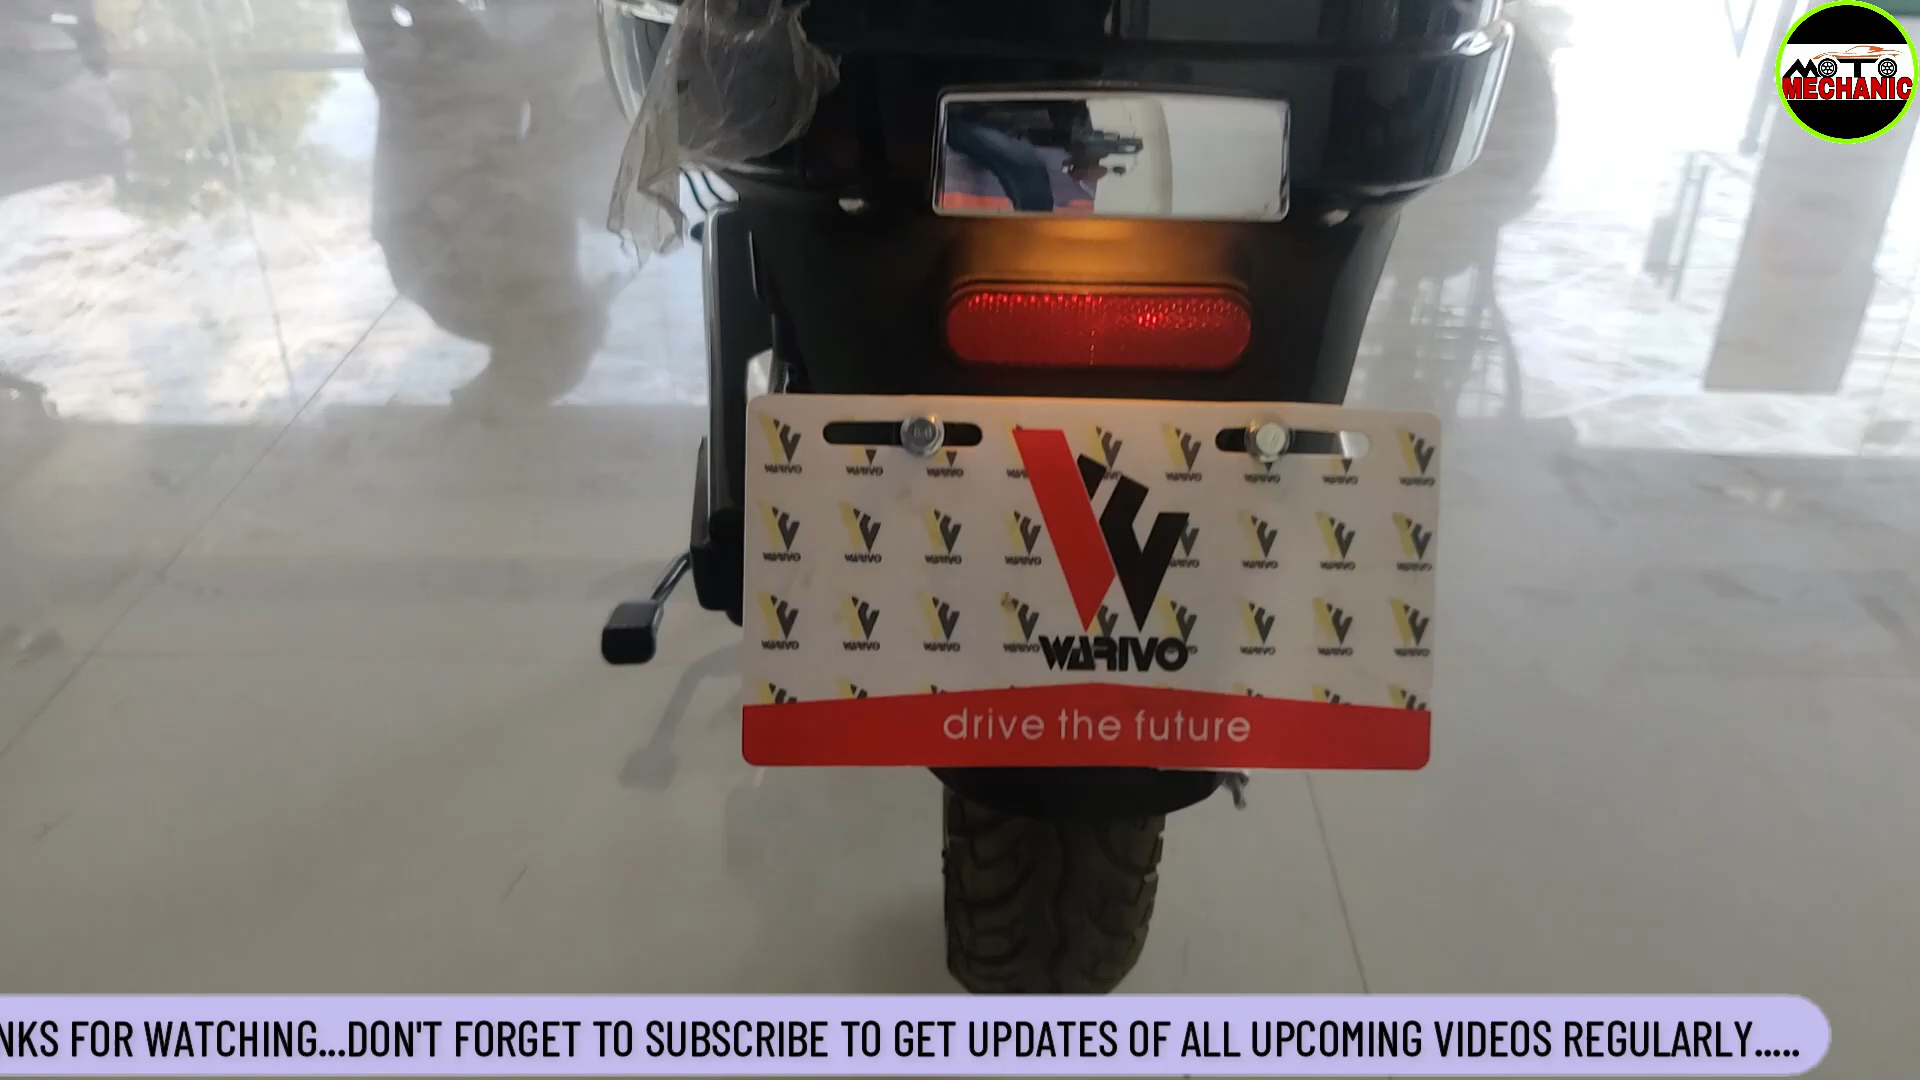 MOTO
MECHANIC
WARIVO
drive the future
NKS FOR WATCHING...DON'T FORGET TO SUBSCRIBE TO GET UPDATES OF ALL UPCOMING VIDEOS REGULARLY.....